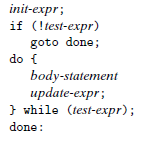 init-expr;
if (!test-expr)
goto done;
do {
body-statement
update-expr;
} while (test-expr);
done: